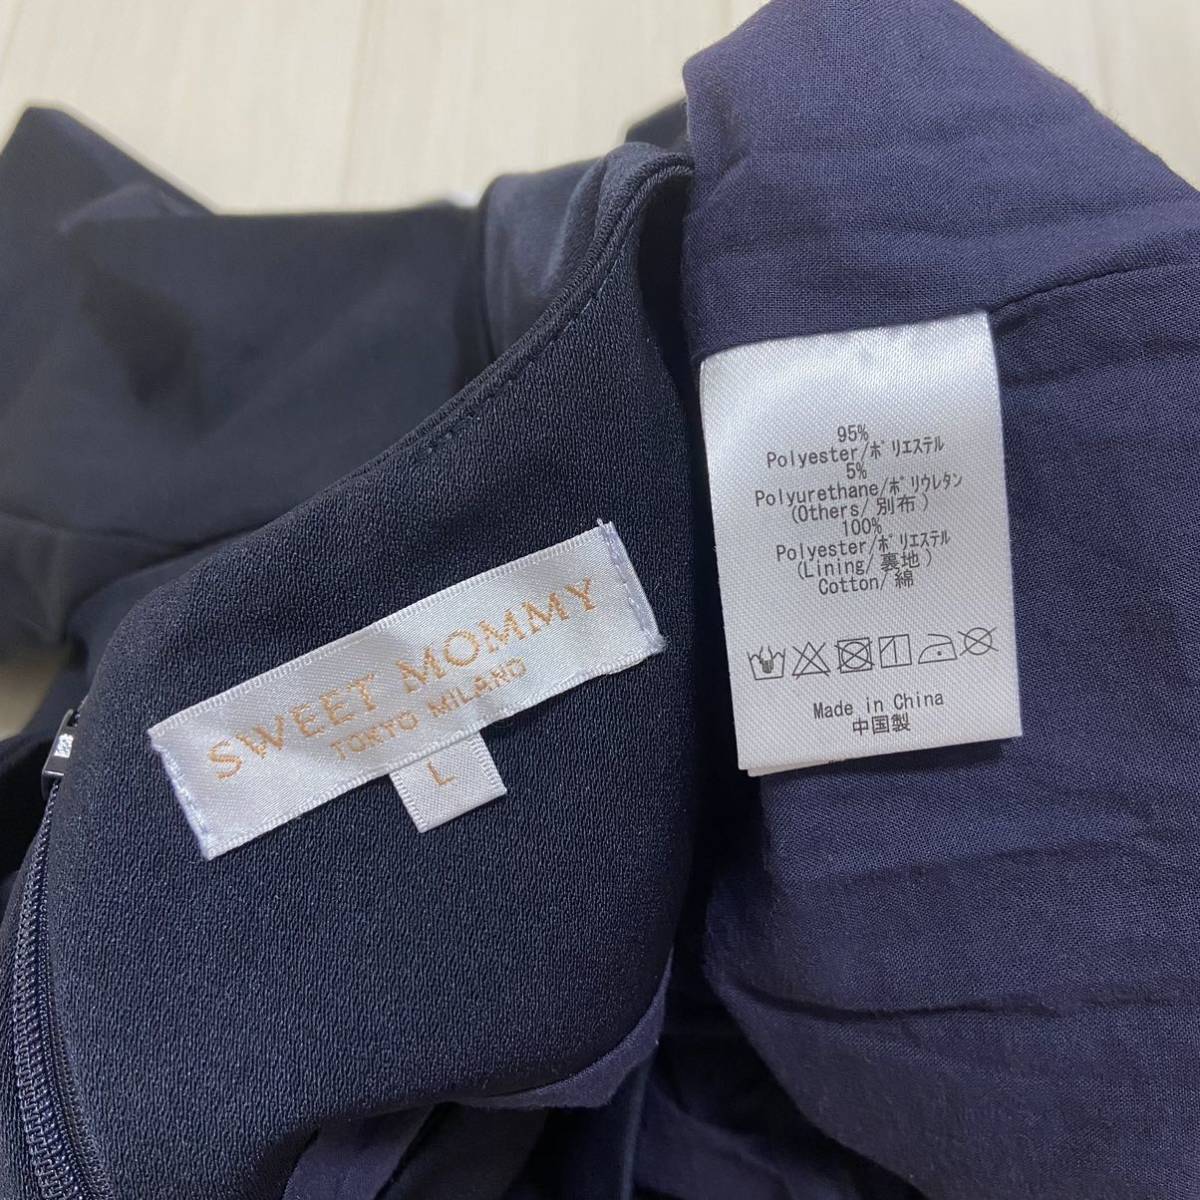 SWEET MOMMY
TOKYO MILANO
L
95%
Polyester/ポリエステル
5%
Polyurethane/ポリウレタン
(Others/別布)
100%
Polyester/ポリエステル
(Lining/裏地)
Cotton/綿
Made in China
中国製